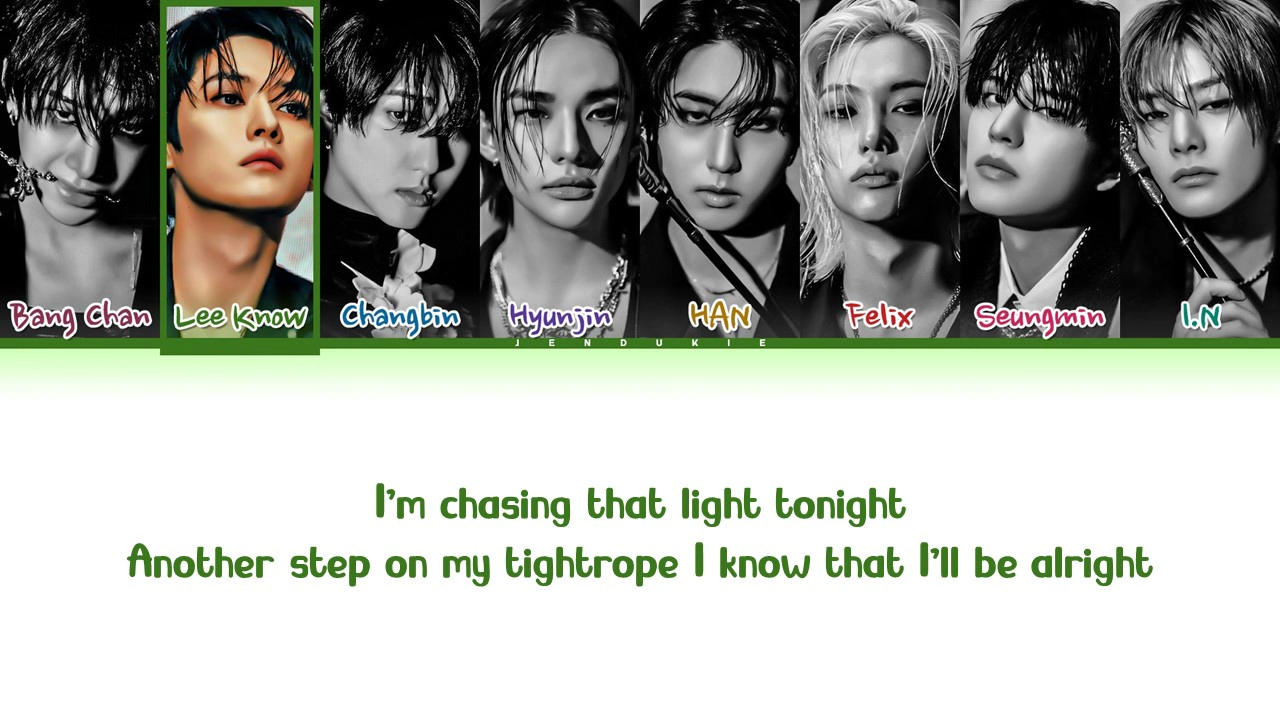 Bang Chan Lee Know Changbin Hyunjin HAN Felix Seungmin I.N
JENDUKIE
I'm chasing that light tonight
Another step on my tightrope I know that I'll be alright